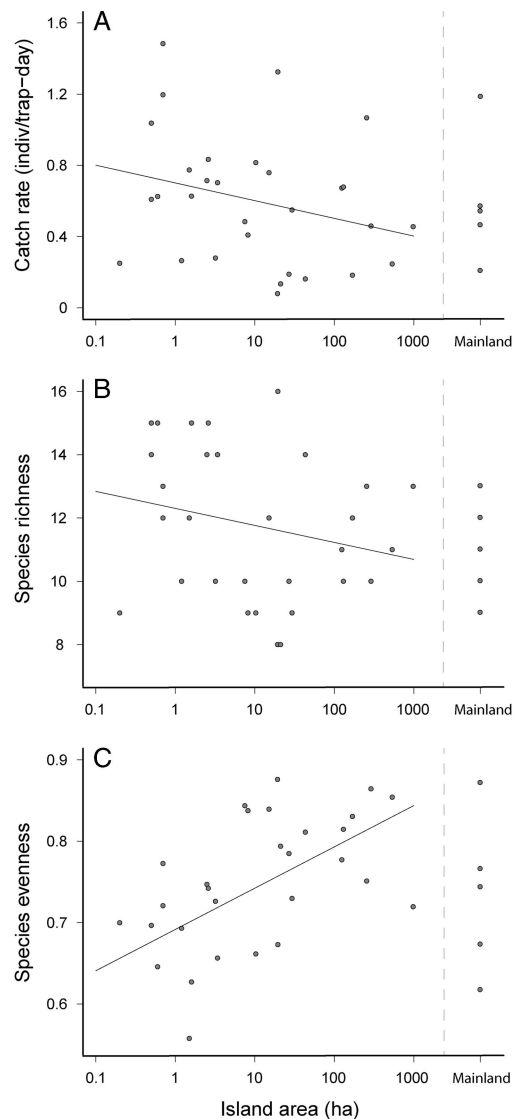 A
Catch rate (indiv/trap−day)
1.6
1.2
0.8
0.4
0
0.1 1 10 100 1000 Mainland
B
Species richness
16
14
12
10
8
0.1 1 10 100 1000 Mainland
C
Species evenness
0.9
0.8
0.7
0.6
0.1 1 10 100 1000 Mainland
Island area (ha)